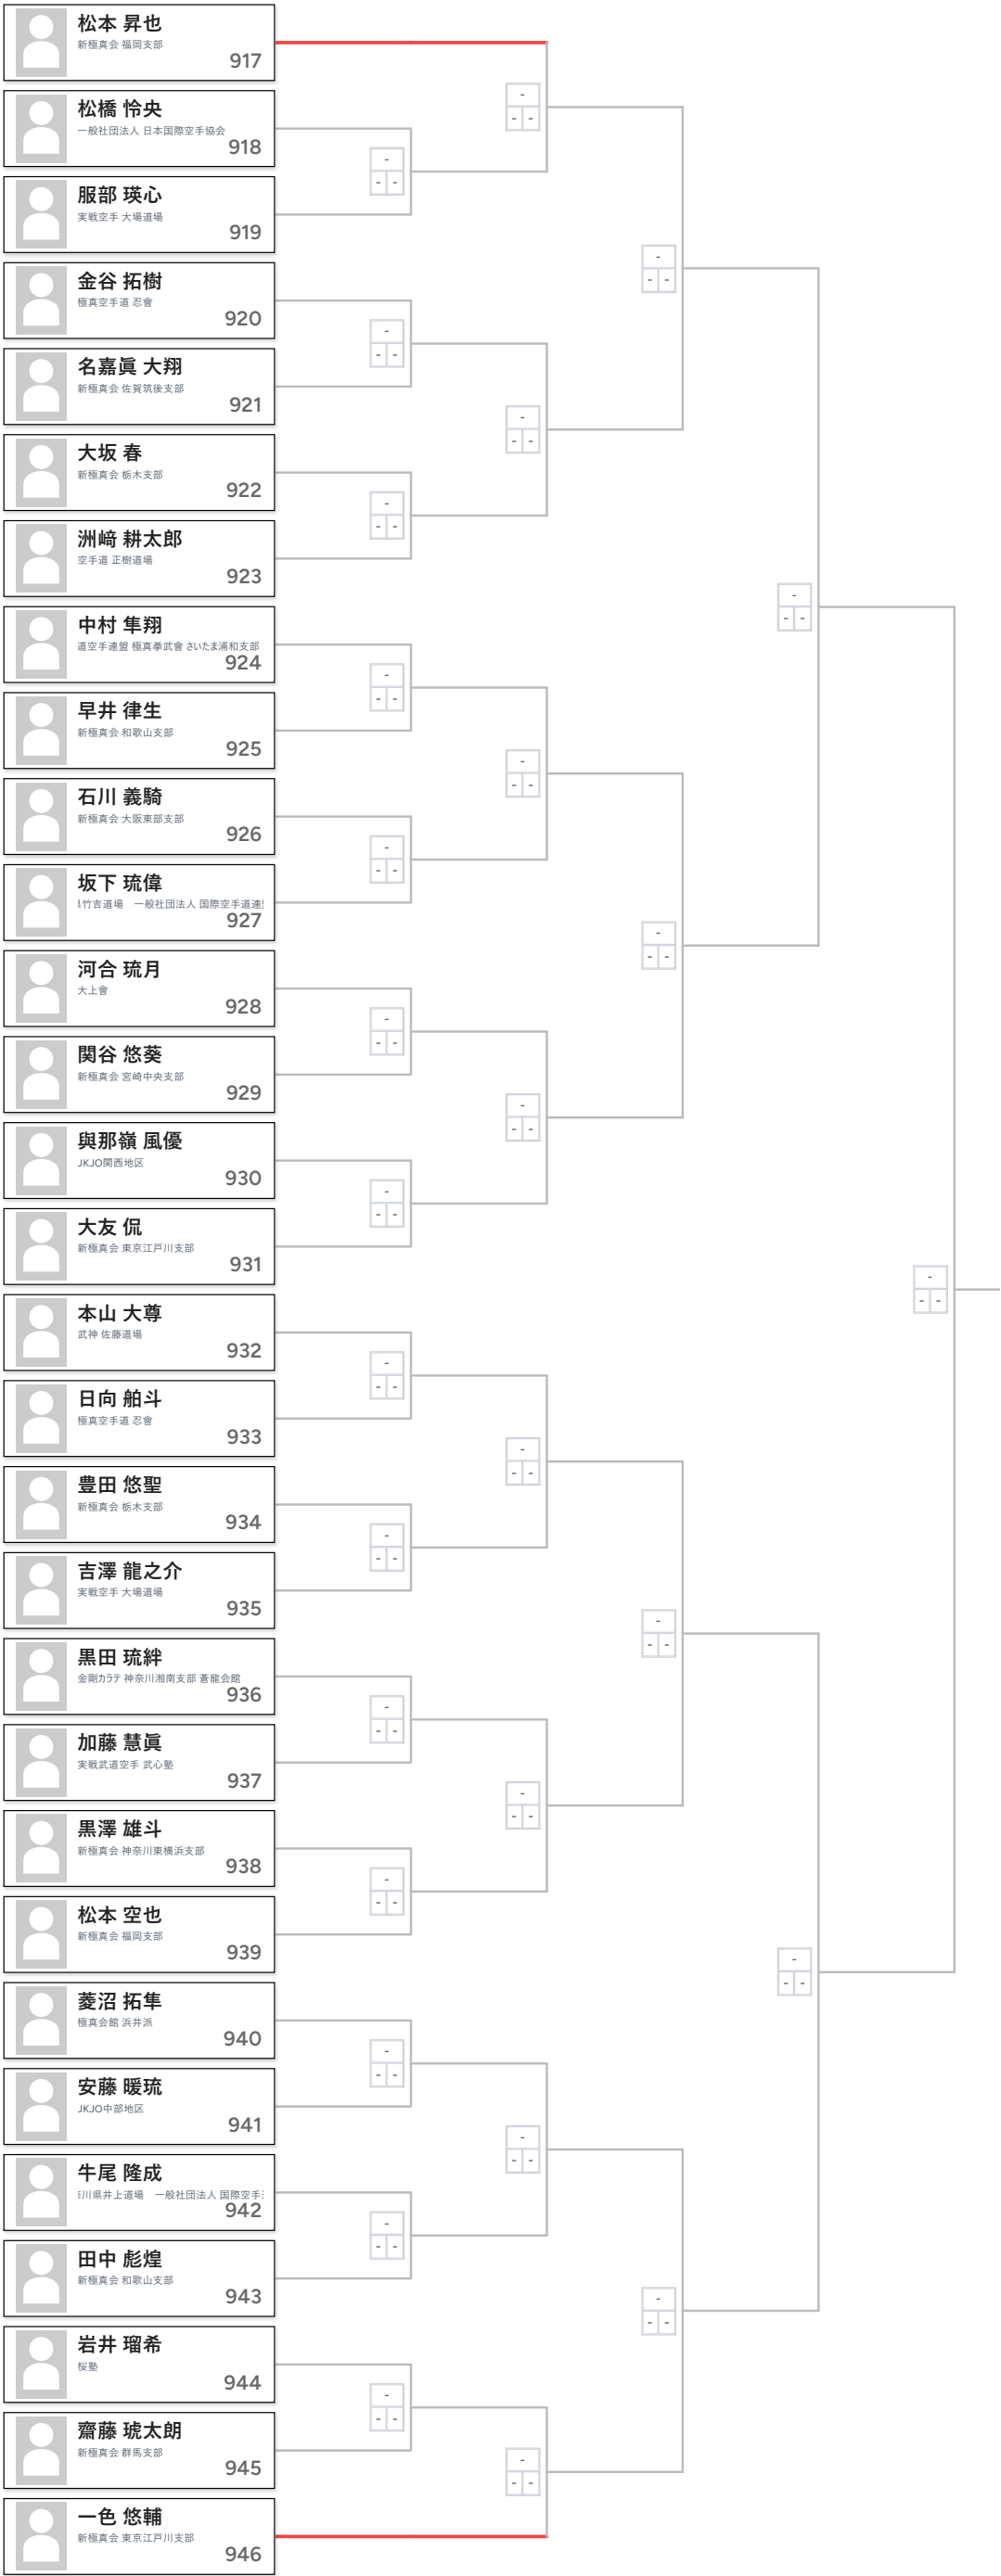 松本 昇也
新極真会 福岡支部
917
松橋 怜央
一般社団法人 日本国際空手協会
918
服部 瑛心
実戦空手 大場道場
919
金谷 拓樹
極真空手道 忍會
920
名嘉眞 大翔
新極真会 佐賀筑後支部
921
大坂 春
新極真会 栃木支部
922
洲﨑 耕太郎
空手道 正樹道場
923
中村 隼翔
道空手連盟 極真拳武會 さいたま浦和支部
924
早井 律生
新極真会 和歌山支部
925
石川 義騎
新極真会 大阪東部支部
926
坂下 琉偉
竹吉道場　一般社団法人 国際空手道連
927
河合 琉月
大上會
928
関谷 悠葵
新極真会 宮崎中央支部
929
與那嶺 風優
JKJO関西地区
930
大友 侃
新極真会 東京江戸川支部
931
本山 大尊
武神 佐藤道場
932
日向 舶斗
極真空手道 忍會
933
豊田 悠聖
新極真会 栃木支部
934
吉澤 龍之介
実戦空手 大場道場
935
黒田 琉絆
金剛カラテ 神奈川湘南支部 蒼龍会館
936
加藤 慧眞
実戦武道空手 武心塾
937
黒澤 雄斗
新極真会 神奈川東横浜支部
938
松本 空也
新極真会 福岡支部
939
菱沼 拓隼
極真会館 浜井派
940
安藤 暖琉
JKJO中部地区
941
牛尾 隆成
川県井上道場　一般社団法人 国際空手
942
田中 彪煌
新極真会 和歌山支部
943
岩井 瑠希
桜塾
944
齋藤 琥太朗
新極真会 群馬支部
945
一色 悠輔
新極真会 東京江戸川支部
946